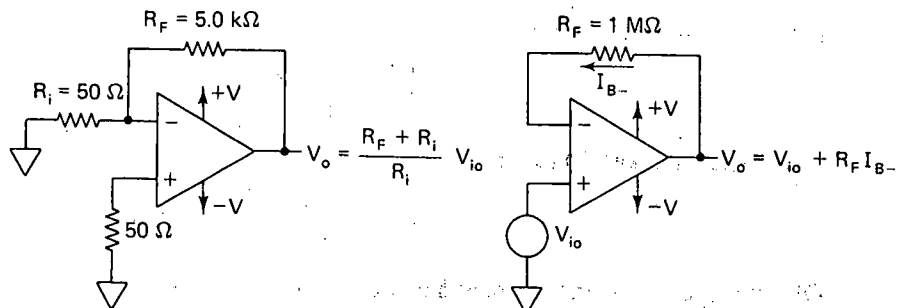 R_F = 5.0 kΩ
R_i = 50 Ω
+V
−
+
−V
50 Ω
V_o = (R_F + R_i) / R_i V_io
R_F = 1 MΩ
I_B−
+V
−
+
−V
V_io
V_o = V_io + R_F I_B−